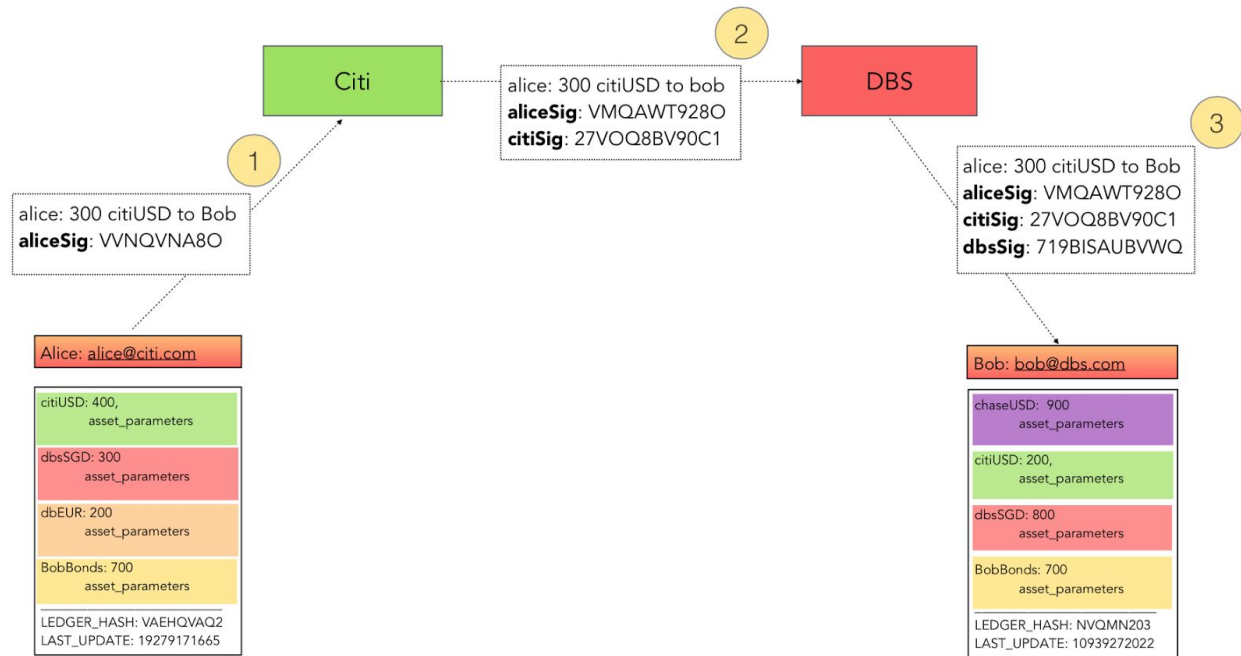 2
Citi
DBS
alice: 300 citiUSD to bob
aliceSig: VMQAWT928O
citiSig: 27VOQ8BV90C1
3
1
alice: 300 citiUSD to Bob
aliceSig: VMQAWT928O
citiSig: 27VOQ8BV90C1
dbsSig: 719BISAUBVWQ
alice: 300 citiUSD to Bob
aliceSig: VVNQVNA8O
Alice: alice@citi.com
citiUSD: 400,
asset_parameters
dbsSGD: 300
asset_parameters
dbEUR: 200
asset_parameters
BobBonds: 700
asset_parameters
LEDGER_HASH: VAEHQVAQ2
LAST_UPDATE: 19279171665
Bob: bob@dbs.com
chaseUSD: 900
asset_parameters
citiUSD: 200,
asset_parameters
dbsSGD: 800
asset_parameters
BobBonds: 700
asset_parameters
LEDGER_HASH: NVQMN203
LAST_UPDATE: 10939272022